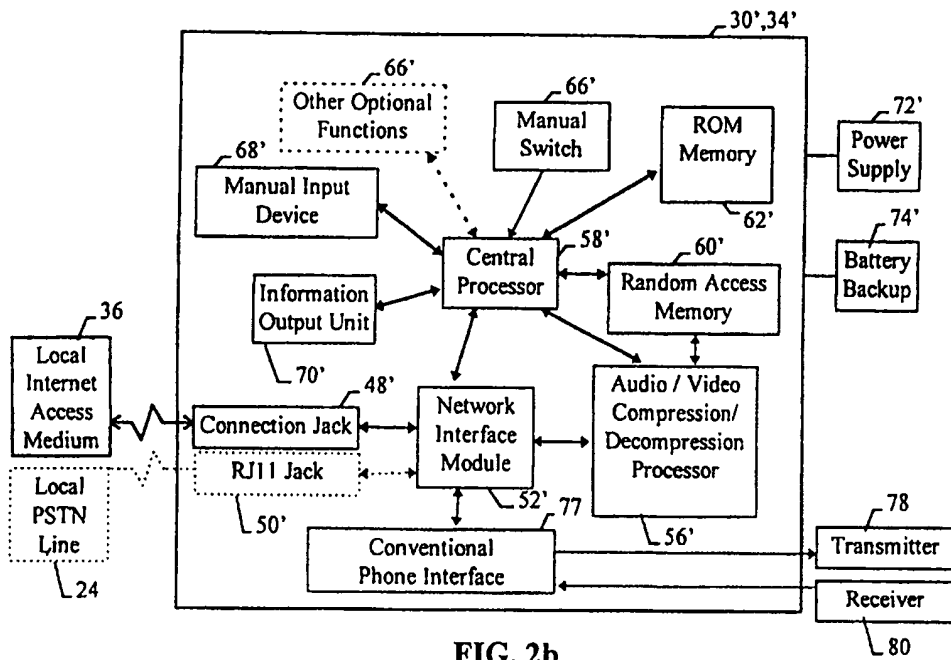 30',34'
66'
Other Optional
Functions
66'
Manual
Switch
ROM
Memory
62'
72'
Power
Supply
68'
Manual Input
Device
58'
Central
Processor
60'
Random Access
Memory
74'
Battery
Backup
Information
Output Unit
70'
36
Local
Internet
Access
Medium
48'
Connection Jack
RJ11 Jack
50'
Network
Interface
Module
52'
Audio / Video
Compression/
Decompression
Processor
56'
Local
PSTN
Line
24
77
Conventional
Phone Interface
78
Transmitter
Receiver
80
FIG. 2b